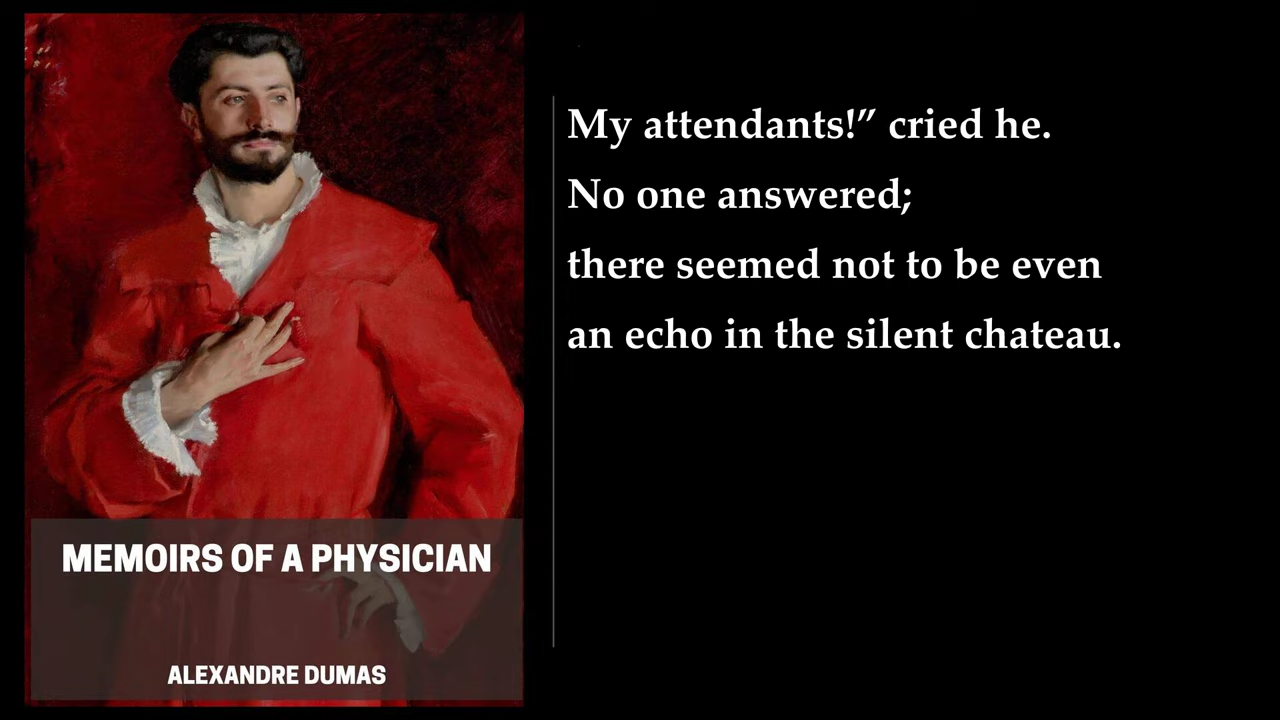 My attendants!” cried he.
No one answered;
there seemed not to be even
an echo in the silent chateau.
MEMOIRS OF A PHYSICIAN
ALEXANDRE DUMAS